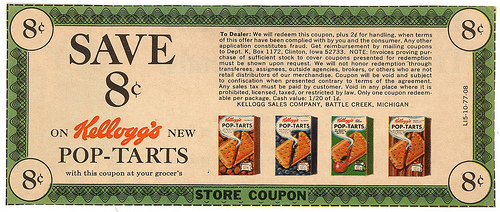 8¢
8¢
SAVE
8¢
ON Kellogg's NEW
POP-TARTS
with this coupon at your grocer's
8¢
To Dealer: We will redeem this coupon, plus 2¢ for handling, when terms
of this offer have been complied with by you and the consumer. Any other
application constitutes fraud. Get reimbursement by mailing coupons
to Dept. K, Box 1172, Clinton, Iowa 52733. NOTE: Invoices proving pur-
chase of sufficient stock to cover coupons presented for redemption
must be shown upon request. We will not honor redemption through
transferees, assignees, outside agencies, brokers, or others who are not
retail distributors of our merchandise. Coupon will be void and subject
to confiscation when presented contrary to terms of the agreement.
Any sales tax must be paid by customer. Void in any place where it is
prohibited, licensed, taxed, or restricted by law. Only one coupon redeem-
able per package. Cash value: 1/20 of 1¢.
KELLOGG SALES COMPANY, BATTLE CREEK, MICHIGAN
Kellogg's
POP-TARTS
Kellogg's
POP-TARTS
Kellogg's
POP-TARTS
Kellogg's
POP-TARTS
LIS-10-77-08
8¢
STORE COUPON